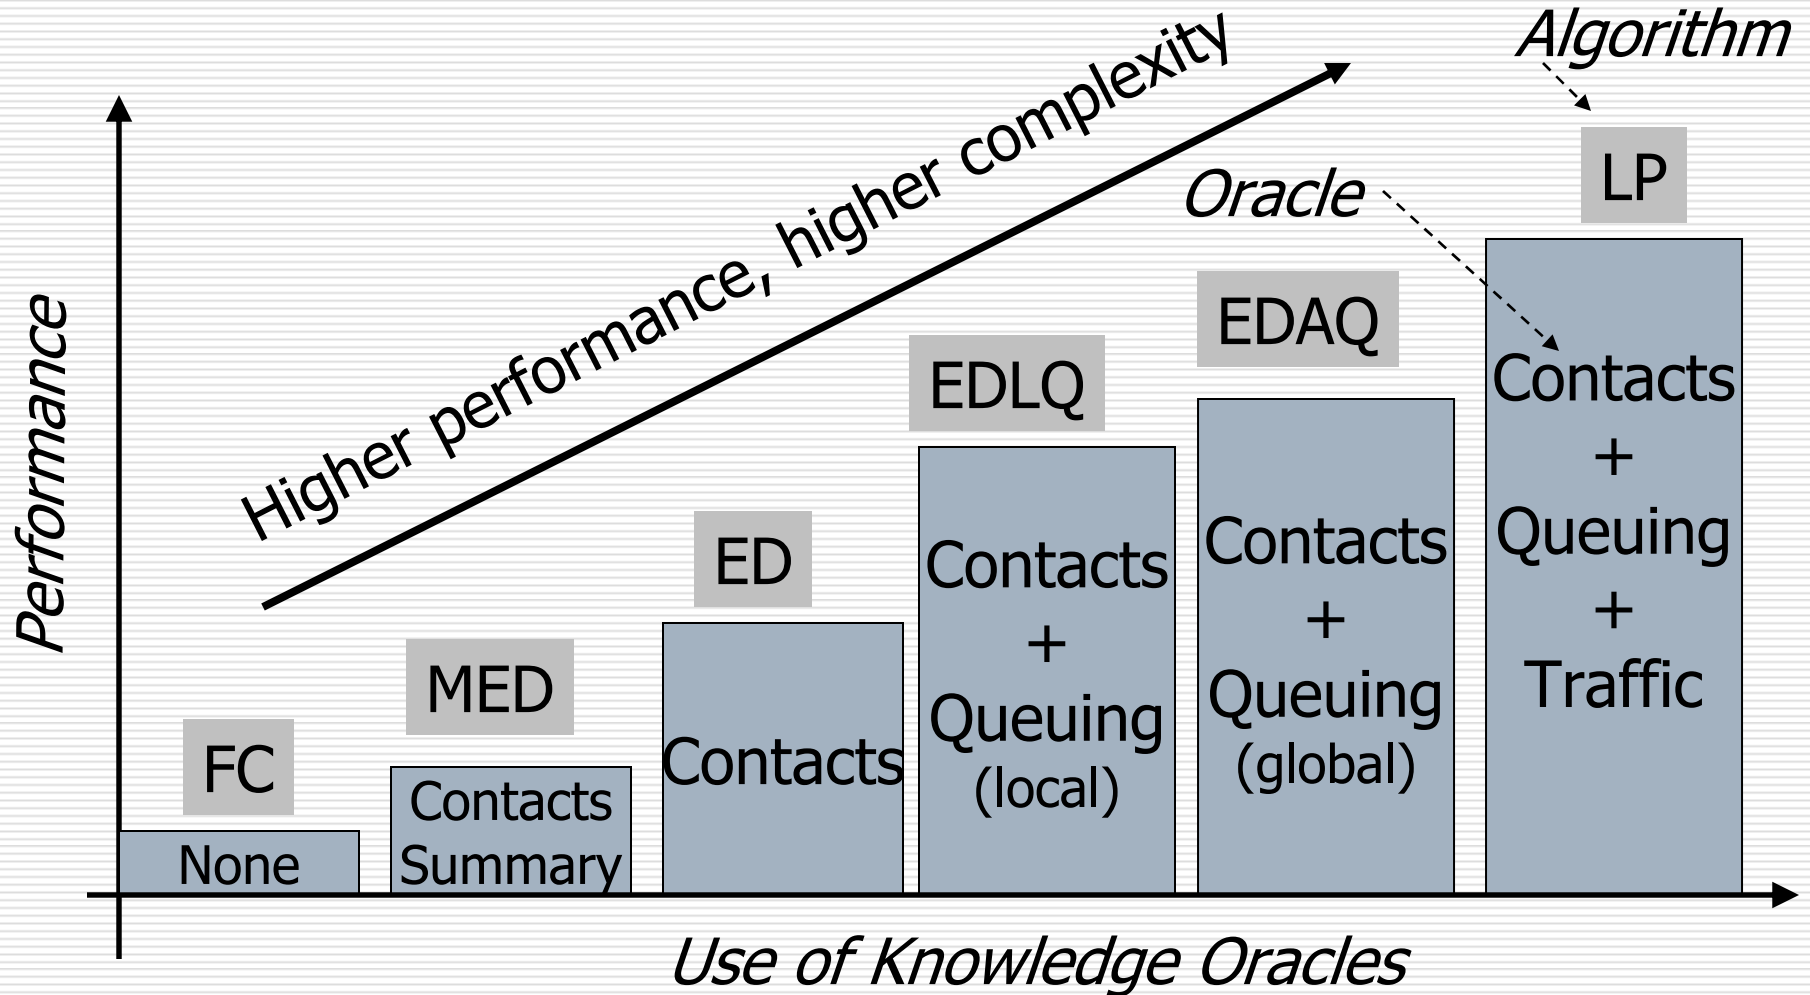 Algorithm
Higher performance, higher complexity
Oracle
LP
EDAQ
EDLQ
ED
MED
FC
Performance
None
Contacts
Summary
Contacts
Contacts
+
Queuing
(local)
Contacts
+
Queuing
(global)
Contacts
+
Queuing
+
Traffic
Use of Knowledge Oracles